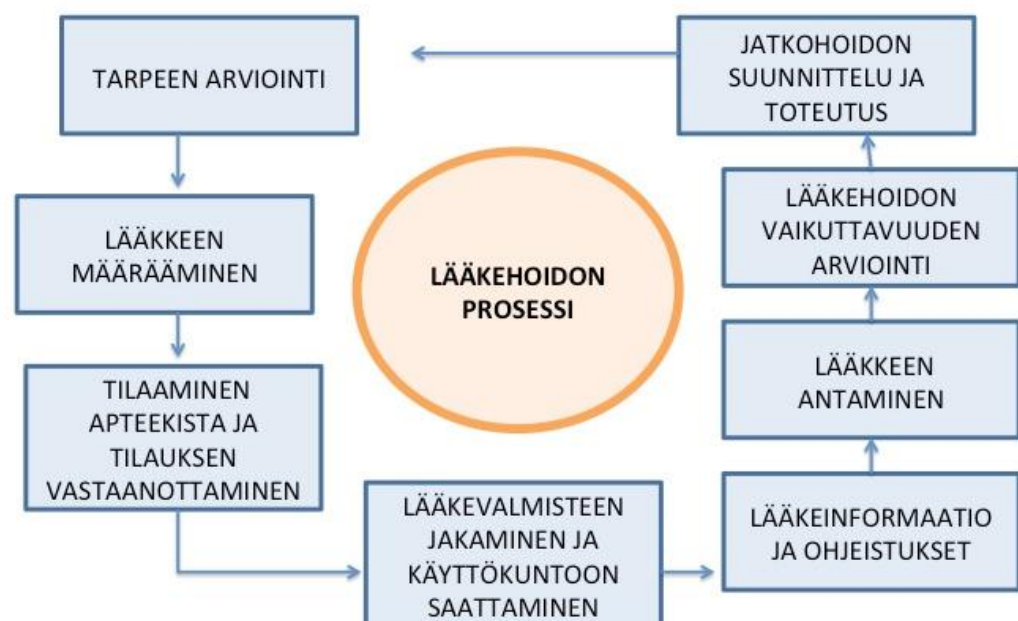 TARPEEN ARVIOINTI
LÄÄKKEEN
MÄÄRÄÄMINEN
TILAAMINEN
APTEEKISTA JA
TILAUKSEN
VASTAANOTTAMINEN
LÄÄKEVALMISTEEN
JAKAMINEN JA
KÄYTTÖKUNTOON
SAATTAMINEN
LÄÄKEINFORMAATIO
JA OHJEISTUKSET
LÄÄKKEEN
ANTAMINEN
LÄÄKEHOIDON
VAIKUTTAVUUDEN
ARVIOINTI
JATKOHOIDON
SUUNNITTELU JA
TOTEUTUS
LÄÄKEHOIDON
PROSESSI